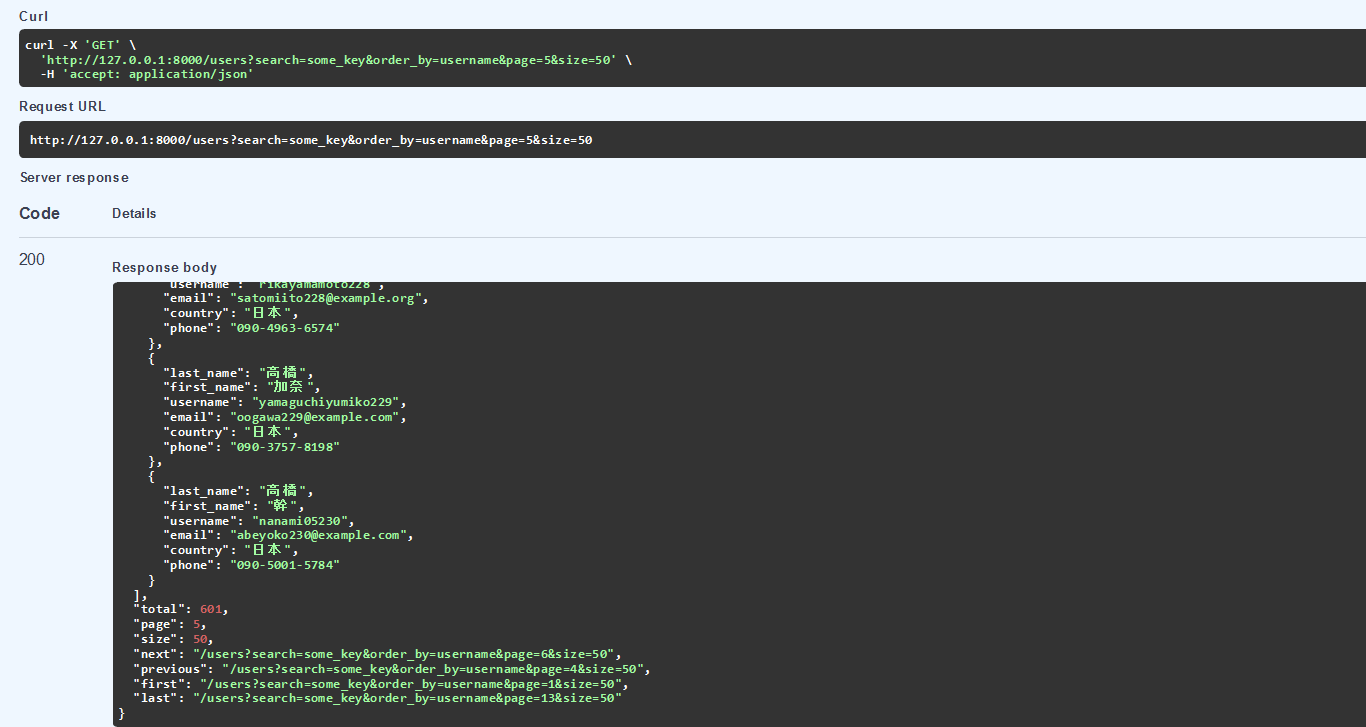 Curl
curl -X 'GET' \
'http://127.0.0.1:8000/users?search=some_key&order_by=username&page=5&size=50' \
-H 'accept: application/json'
Request URL
http://127.0.0.1:8000/users?search=some_key&order_by=username&page=5&size=50
Server response
Code Details
200
Response body
"username": "rikayamamoto228",
"email": "satomiito228@example.org",
"country": "日本",
"phone": "090-4963-6574"
},
{
"last_name": "高橋",
"first_name": "加奈",
"username": "yamaguchiyumiko229",
"email": "oogawa229@example.com",
"country": "日本",
"phone": "090-3757-8198"
},
{
"last_name": "高橋",
"first_name": "幹",
"username": "nanami05230",
"email": "abeyoko230@example.com",
"country": "日本",
"phone": "090-5001-5784"
}
],
"total": 601,
"page": 5,
"size": 50,
"next": "/users?search=some_key&order_by=username&page=6&size=50",
"previous": "/users?search=some_key&order_by=username&page=4&size=50",
"first": "/users?search=some_key&order_by=username&page=1&size=50",
"last": "/users?search=some_key&order_by=username&page=13&size=50"
}